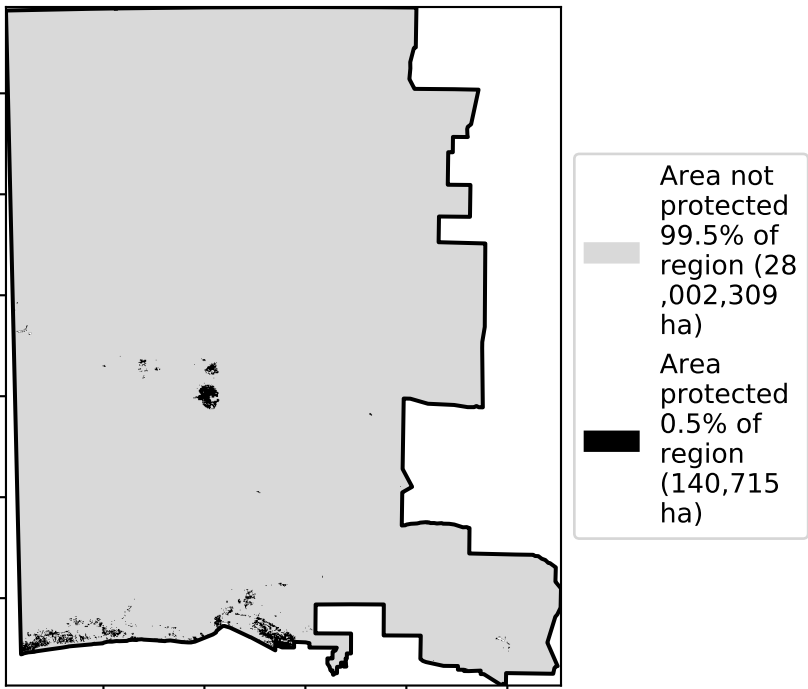 Area not
protected
99.5% of
region (28
,002,309
ha)
Area
protected
0.5% of
region
(140,715
ha)